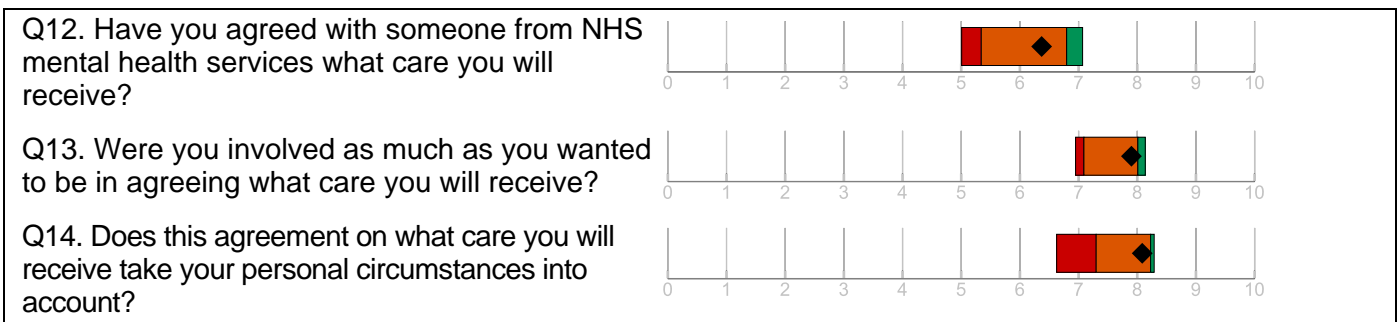 Q12. Have you agreed with someone from NHS
mental health services what care you will
receive?
0 1 2 3 4 5 6 7 8 9 10
Q13. Were you involved as much as you wanted
to be in agreeing what care you will receive?
0 1 2 3 4 5 6 7 8 9 10
Q14. Does this agreement on what care you will
receive take your personal circumstances into
account?
0 1 2 3 4 5 6 7 8 9 10